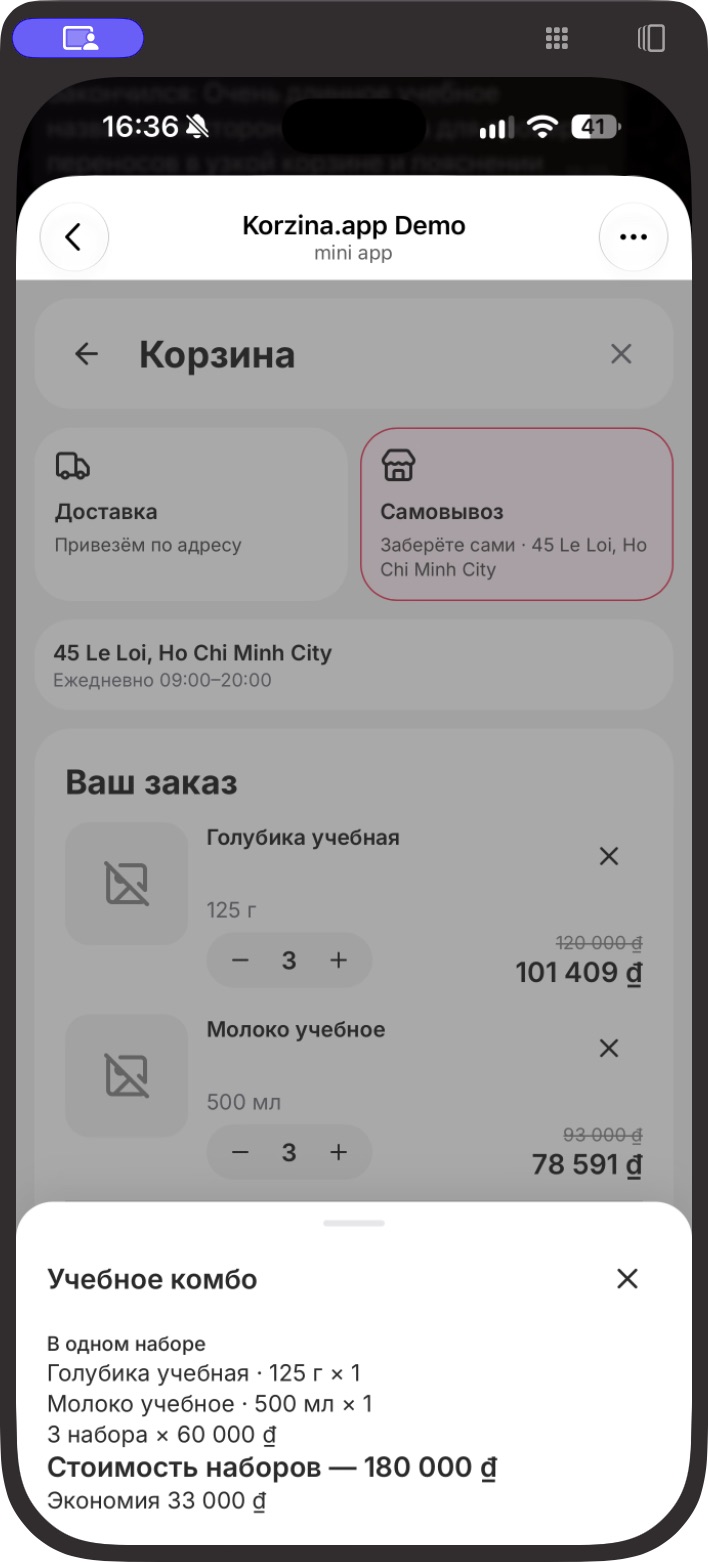 16:36
41
Korzina.app Demo
mini app
Корзина
Доставка
Привезём по адресу
Самовывоз
Заберёте сами · 45 Le Loi, Ho
Chi Minh City
45 Le Loi, Ho Chi Minh City
Ежедневно 09:00–20:00
Ваш заказ
Голубика учебная
125 г
3
120 000 ₫
101 409 ₫
Молоко учебное
500 мл
3
93 000 ₫
78 591 ₫
Учебное комбо
В одном наборе
Голубика учебная · 125 г × 1
Молоко учебное · 500 мл × 1
3 набора × 60 000 ₫
Стоимость наборов — 180 000 ₫
Экономия 33 000 ₫